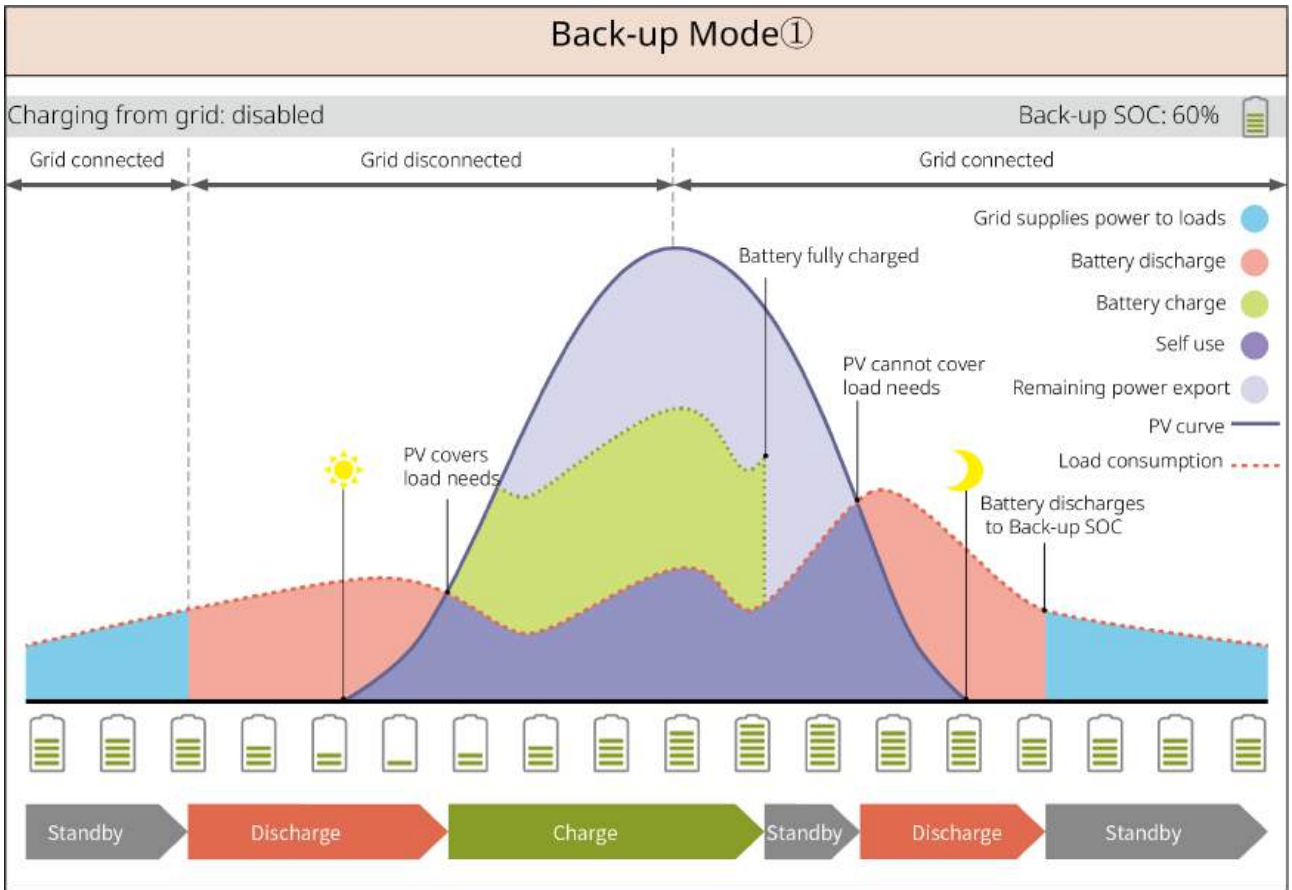 Back-up Mode①
Charging from grid: disabled
Back-up SOC: 60%
Grid connected
Grid disconnected
Grid connected
Grid supplies power to loads
Battery discharge
Battery charge
Self use
Remaining power export
PV curve
Load consumption
Battery fully charged
PV cannot cover
load needs
PV covers
load needs
Battery discharges
to Back-up SOC
Standby
Discharge
Charge
Standby
Discharge
Standby